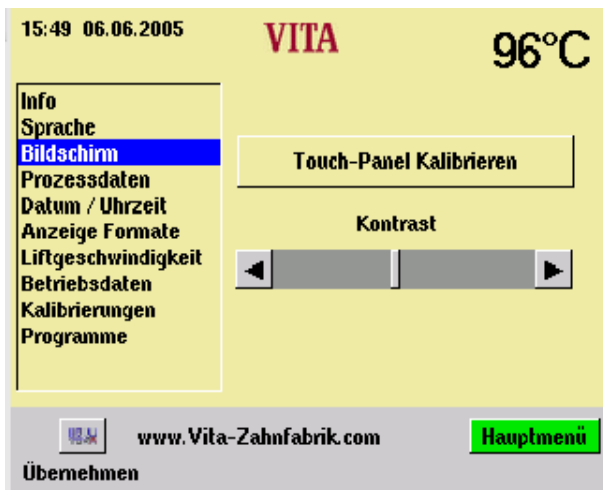 15:49 06.06.2005
VITA
96°C
Info
Sprache
Bildschirm
Prozessdaten
Datum / Uhrzeit
Anzeige Formate
Liftgeschwindigkeit
Betriebsdaten
Kalibrierungen
Programme
Touch-Panel Kalibrieren
Kontrast
www.Vita-Zahnfabrik.com
Hauptmenü
Übernehmen